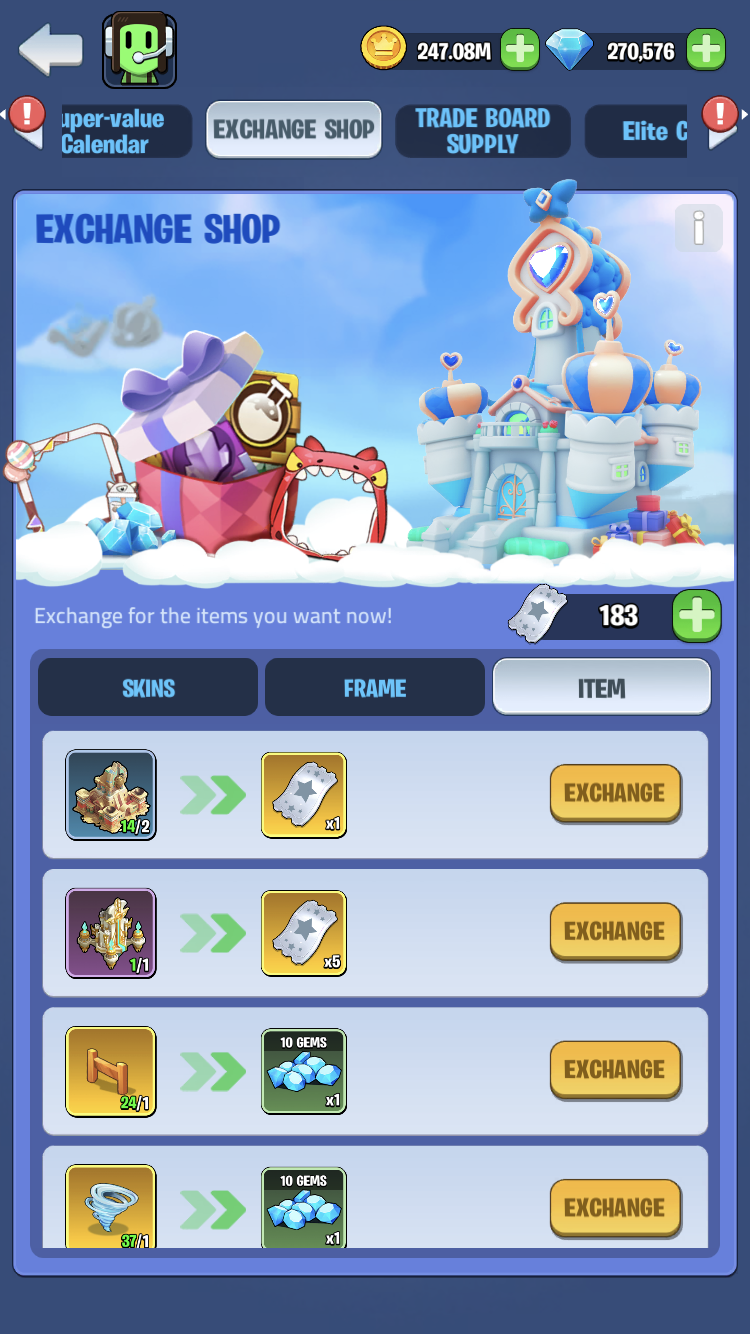 247.08M
270,576
uper-value
Calendar
EXCHANGE SHOP
TRADE BOARD
SUPPLY
Elite C
EXCHANGE SHOP
i
Exchange for the items you want now!
183
SKINS
FRAME
ITEM
14/2
x1
EXCHANGE
1/1
x5
EXCHANGE
24/1
10 GEMS
x1
EXCHANGE
37/1
10 GEMS
x1
EXCHANGE